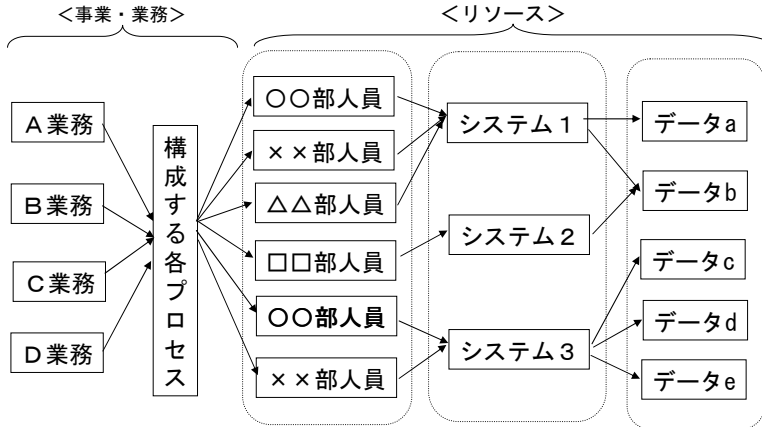 ＜事業・業務＞
＜リソース＞
Ａ業務
Ｂ業務
Ｃ業務
Ｄ業務
構成する各プロセス
○○部人員
××部人員
△△部人員
□□部人員
○○部人員
××部人員
システム１
システム２
システム３
データa
データb
データc
データd
データe